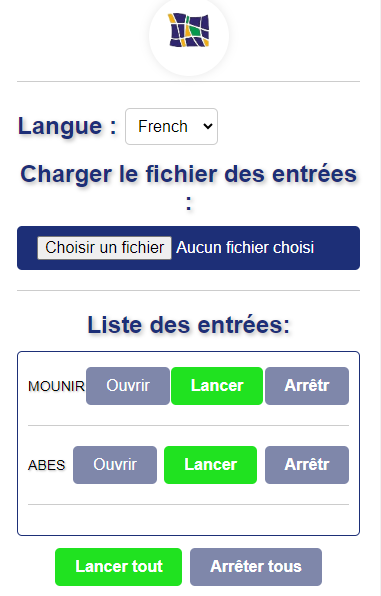 Langue : French
Charger le fichier des entrées
:
Choisir un fichier Aucun fichier choisi
Liste des entrées:
MOUNIR Ouvrir Lancer Arrêtr
ABES Ouvrir Lancer Arrêtr
Lancer tout Arrêter tous